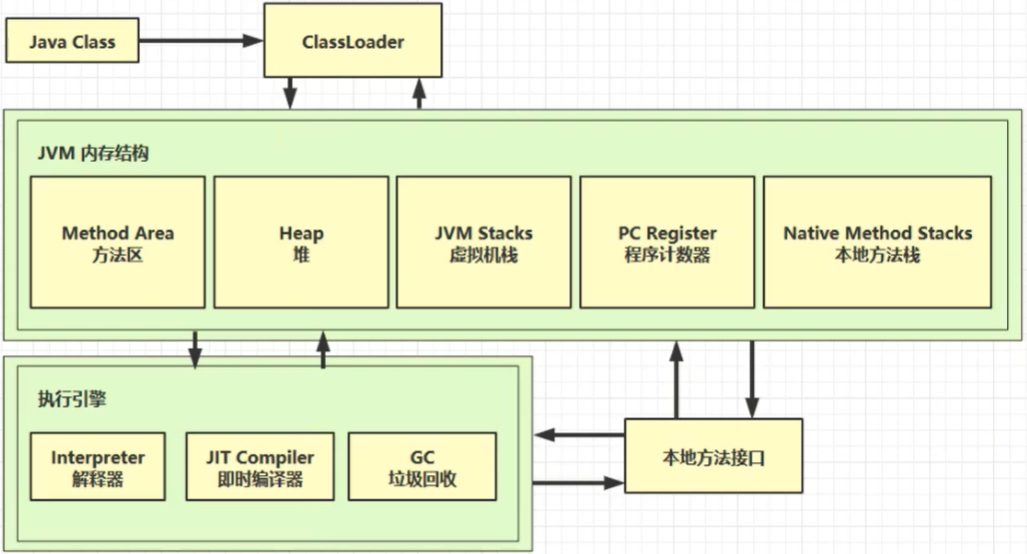 Java Class
ClassLoader
JVM 内存结构
Method Area
方法区
Heap
堆
JVM Stacks
虚拟机栈
PC Register
程序计数器
Native Method Stacks
本地方法栈
执行引擎
Interpreter
解释器
JIT Compiler
即时编译器
GC
垃圾回收
本地方法接口